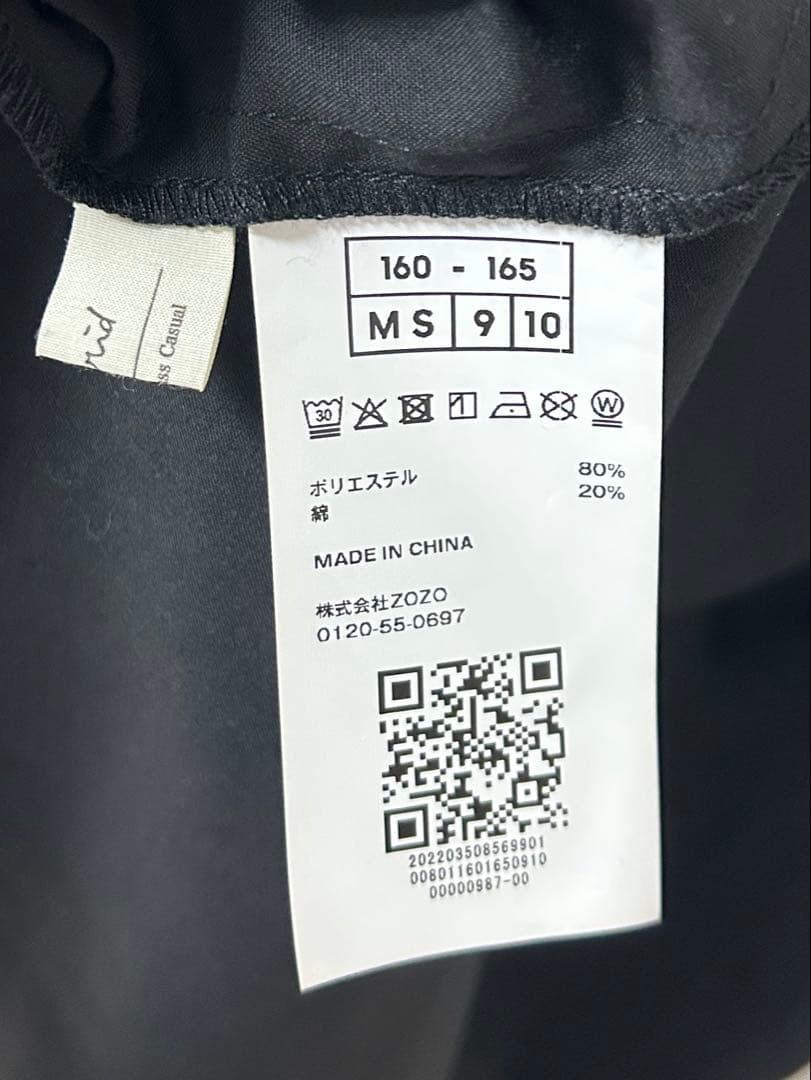 160 - 165
M S 9 10
30 W
ポリエステル 80%
綿 20%
MADE IN CHINA
株式会社ZOZO
0120-55-0697
202203508569901
008011601650910
00000987-00
Casual